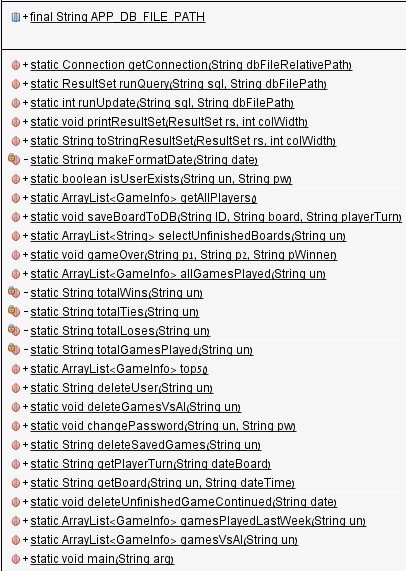 + final String APP_DB_FILE_PATH
+ static Connection getConnection(String dbFileRelativePath)
+ static ResultSet runQuery(String sql, String dbFilePath)
+ static int runUpdate(String sql, String dbFilePath)
+ static void printResultSet(ResultSet rs, int colWidth)
+ static String toStringResultSet(ResultSet rs, int colWidth)
- static String makeFormatDate(String date)
+ static boolean isUserExists(String un, String pw)
+ static ArrayList<GameInfo> getAllPlayers()
+ static void saveBoardToDB(String ID, String board, String playerTurn)
+ static ArrayList<String> selectUnfinishedBoards(String un)
+ static void gameOver(String p1, String p2, String pWinner)
+ static ArrayList<GameInfo> allGamesPlayed(String un)
- static String totalWins(String un)
- static String totalTies(String un)
- static String totalLoses(String un)
- static String totalGamesPlayed(String un)
+ static ArrayList<GameInfo> top5()
+ static String deleteUser(String un)
+ static void deleteGamesVsAI(String un)
+ static void changePassword(String un, String pw)
+ static String deleteSavedGames(String un)
+ static String getPlayerTurn(String dateBoard)
+ static String getBoard(String un, String dateTime)
+ static void deleteUnfinishedGameContinued(String date)
+ static ArrayList<GameInfo> gamesPlayedLastWeek(String un)
+ static ArrayList<GameInfo> gamesVsAI(String un)
+ static void main(String arg)